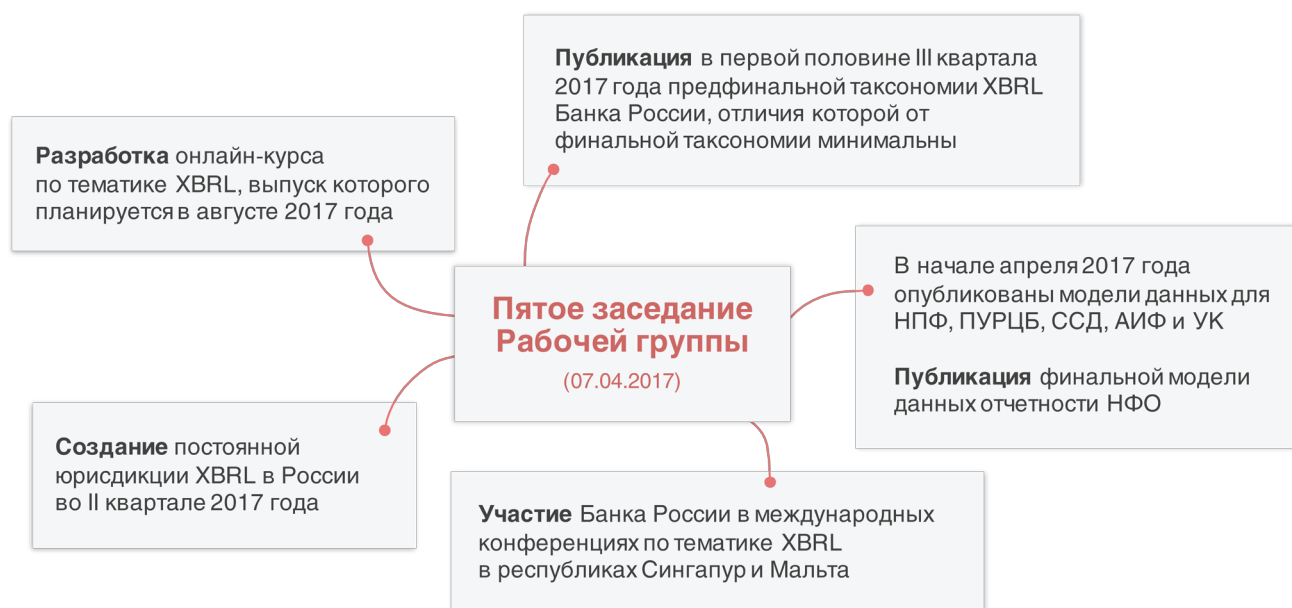 Публикация в первой половине III квартала
2017 года предфинальной таксономии XBRL
Банка России, отличия которой от
финальной таксономии минимальны
Разработка онлайн-курса
по тематике XBRL, выпуск которого
планируется в августе 2017 года
В начале апреля 2017 года
опубликованы модели данных для
НПФ, ПУРЦБ, ССД, АИФ и УК
Публикация финальной модели
данных отчетности НФО
Пятое заседание
Рабочей группы
(07.04.2017)
Создание постоянной
юрисдикции XBRL в России
во II квартале 2017 года
Участие Банка России в международных
конференциях по тематике XBRL
в республиках Сингапур и Мальта